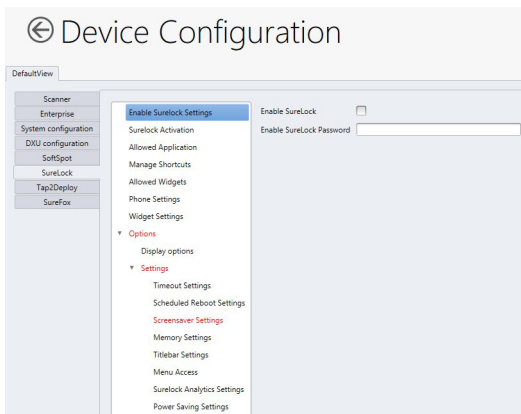 Device Configuration
DefaultView
Scanner
Enterprise
System configuration
DXU configuration
SoftSpot
SureLock
Tap2Deploy
SureFox
Enable Surelock Settings
Surelock Activation
Allowed Application
Manage Shortcuts
Allowed Widgets
Phone Settings
Widget Settings
Options
Display options
Settings
Timeout Settings
Scheduled Reboot Settings
Screensaver Settings
Memory Settings
Titlebar Settings
Menu Access
Surelock Analytics Settings
Power Saving Settings
Enable SureLock
Enable SureLock Password